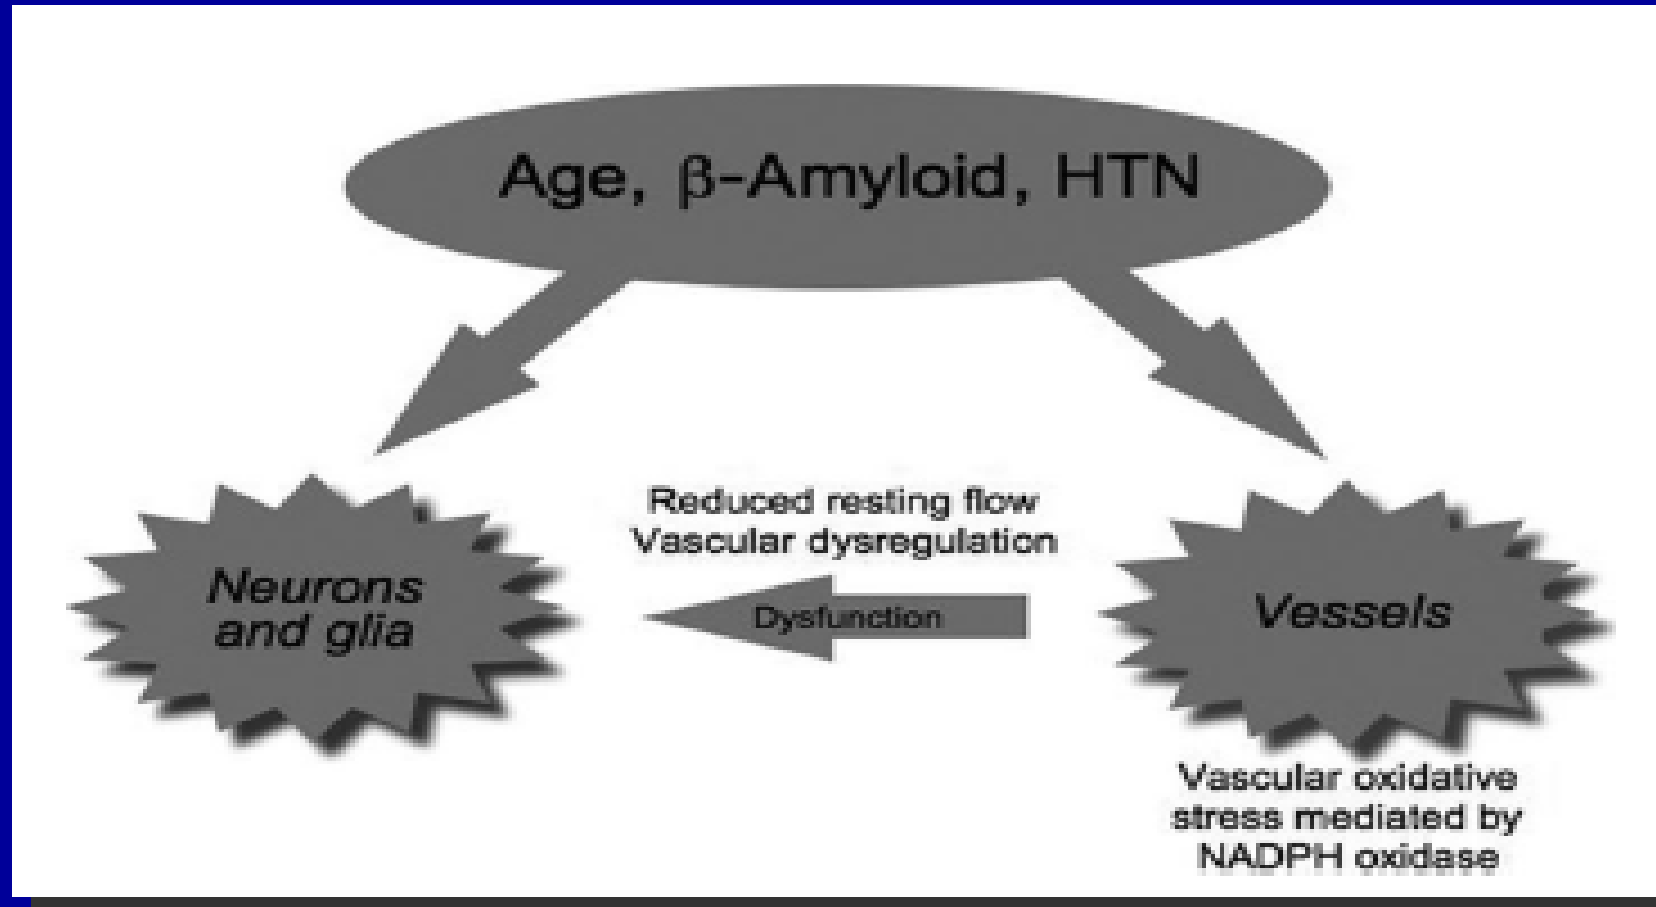 Age, β-Amyloid, HTN
Reduced resting flow
Vascular dysregulation
Neurons
and glia
Dysfunction
Vessels
Vascular oxidative
stress mediated by
NADPH oxidase